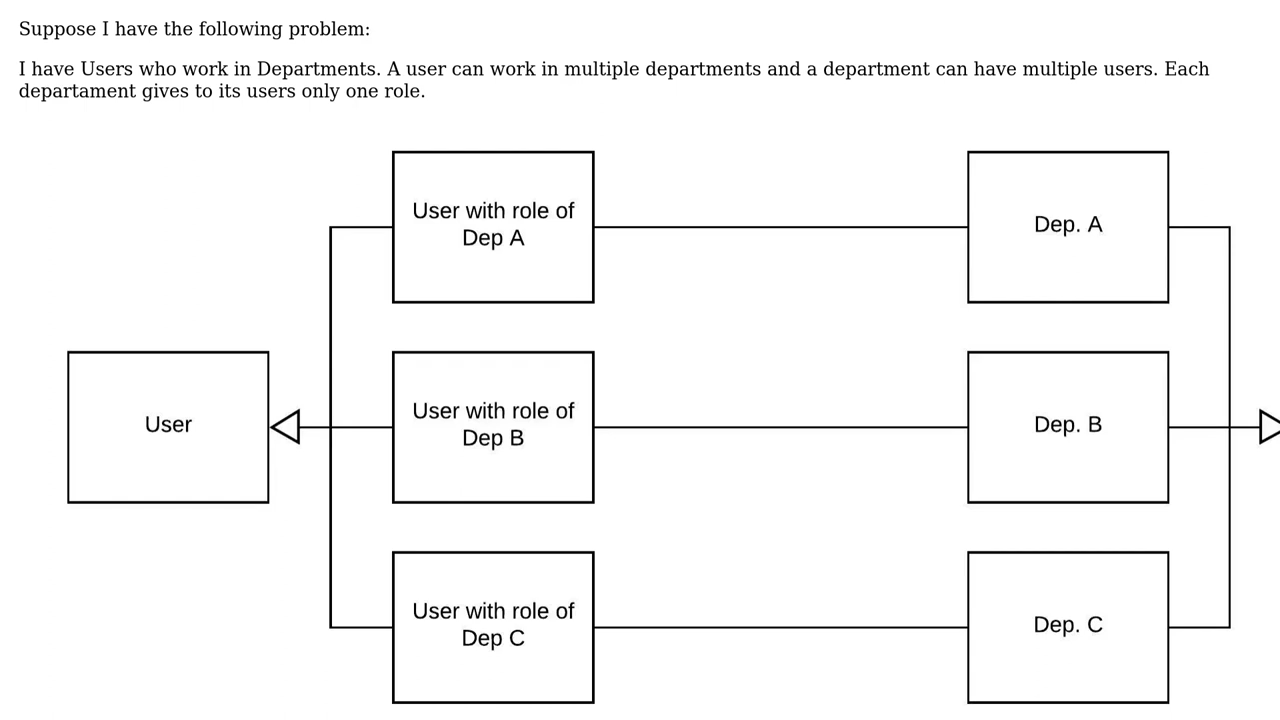 Suppose I have the following problem:
I have Users who work in Departments. A user can work in multiple departments and a department can have multiple users. Each
departament gives to its users only one role.
User with role of
Dep A
Dep. A
User
User with role of
Dep B
Dep. B
User with role of
Dep C
Dep. C